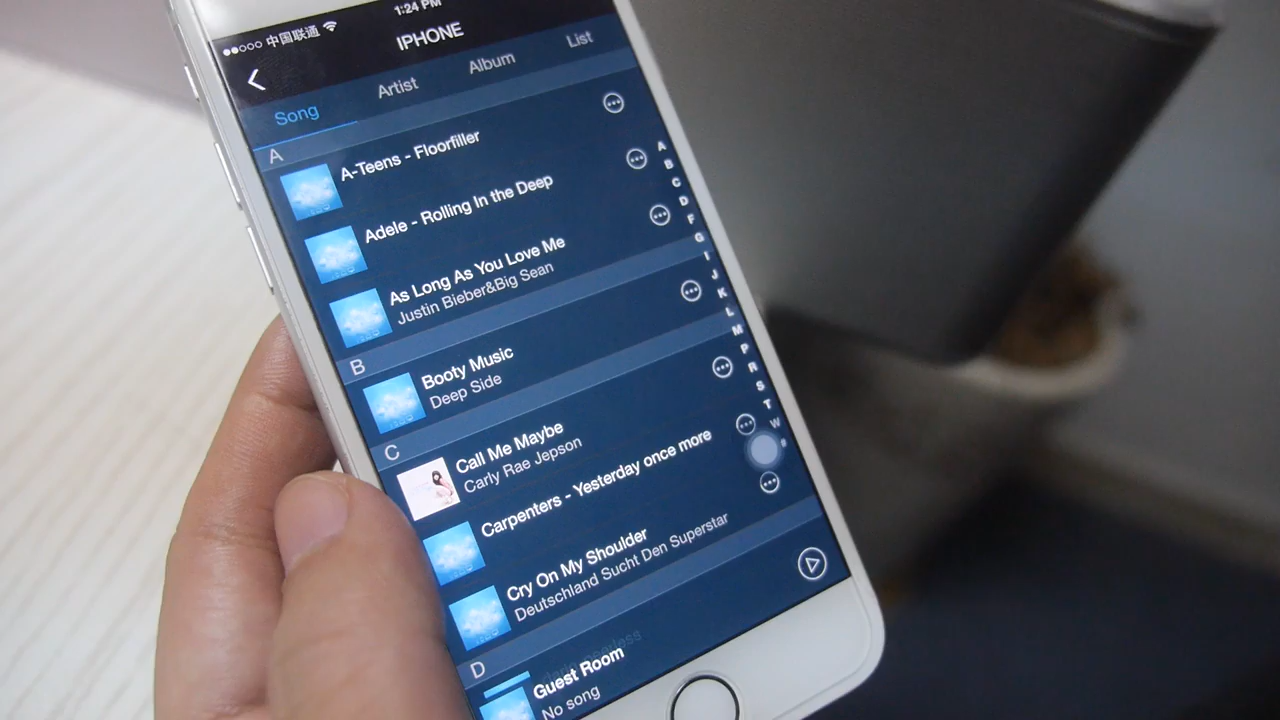 中国联通
1:24 PM
IPHONE
Song
Artist
Album
List
A
A-Teens - Floorfiller
Adele - Rolling In the Deep
As Long As You Love Me
Justin Bieber&Big Sean
B
Booty Music
Deep Side
C
Call Me Maybe
Carly Rae Jepson
Carpenters - Yesterday once more
Cry On My Shoulder
Deutschland Sucht Den Superstar
D
Guest Room
No song
A
B
C
D
F
G
I
J
K
L
M
P
R
S
T
W
#